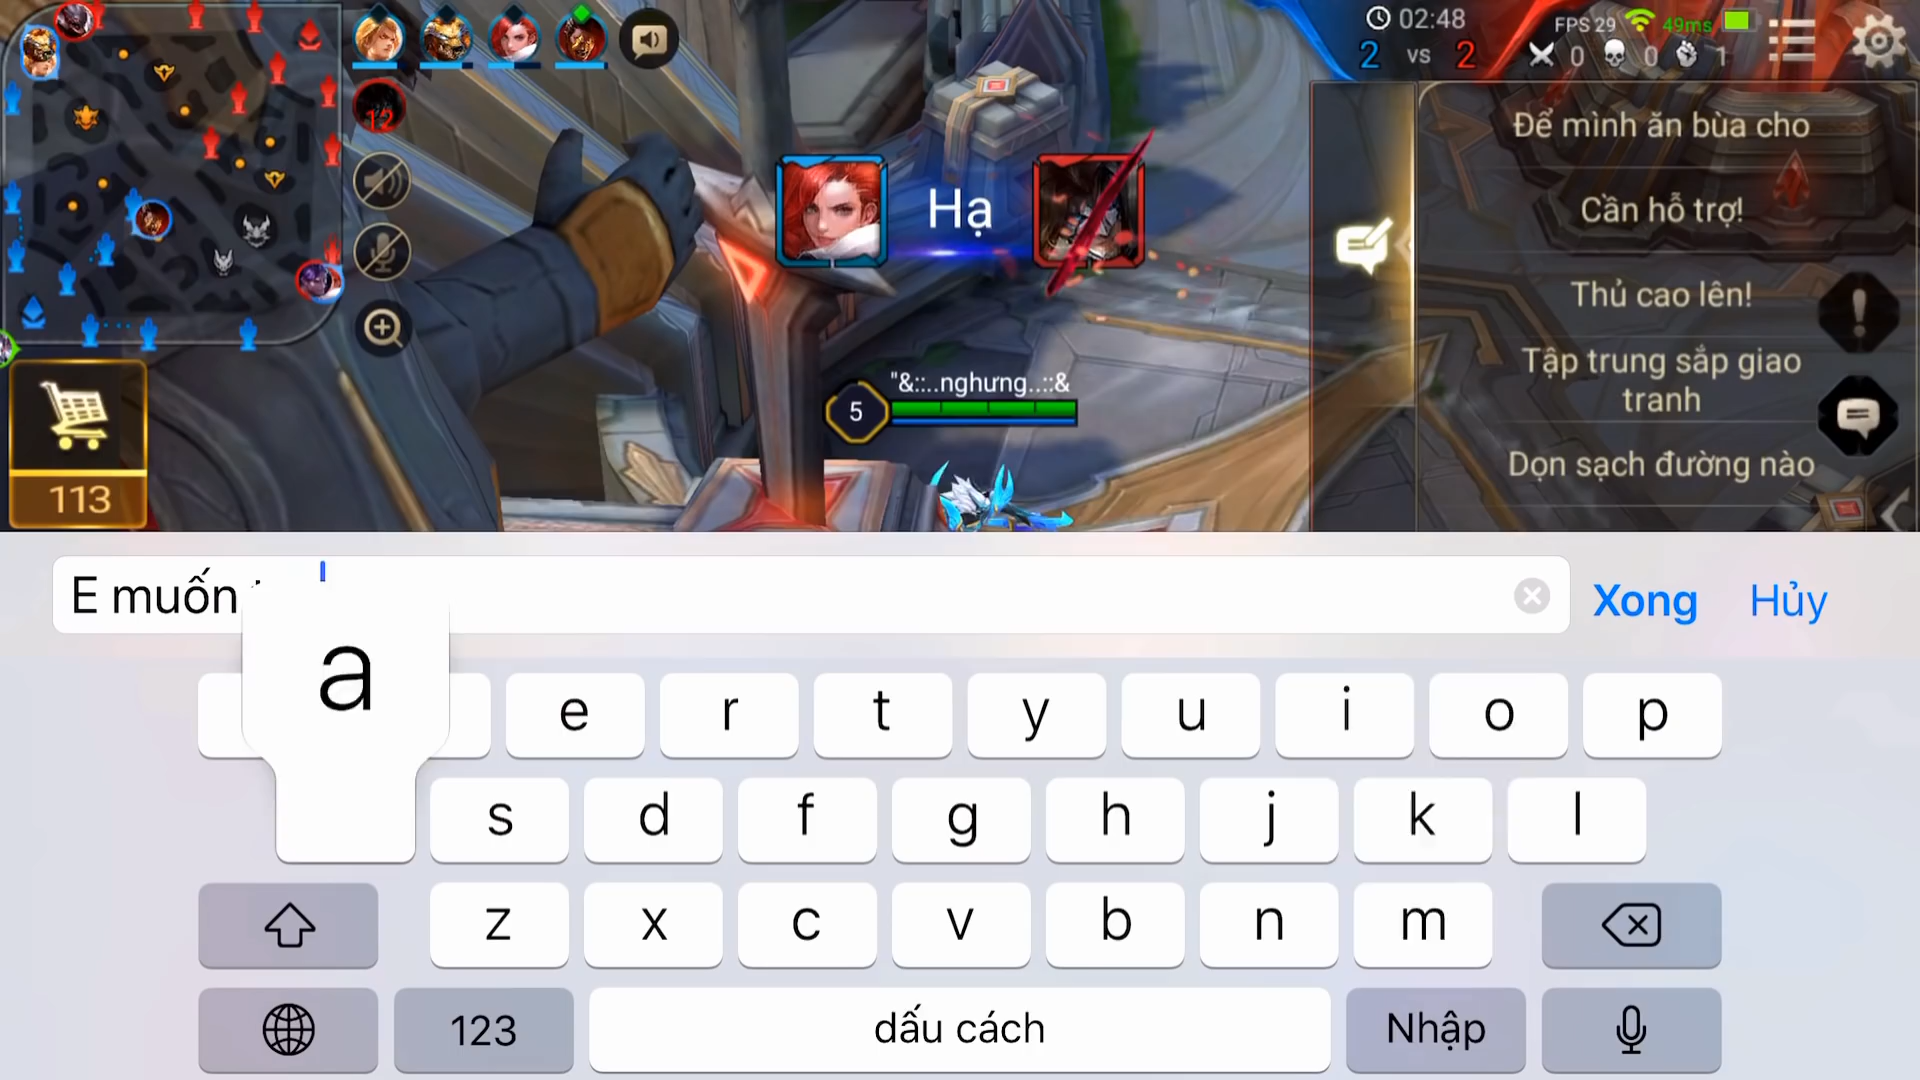 02:48
FPS 29
49ms
2 vs 2
0
0
1
12
Hạ
Để mình ăn bùa cho
Cần hỗ trợ!
Thủ cao lên!
Tập trung sắp giao
tranh
Dọn sạch đường nào
"&::..nghưng..::&
5
113
E muốn
Xong
Hủy
a
e r t y u i o p
s d f g h j k l
z x c v b n m
123
dấu cách
Nhập